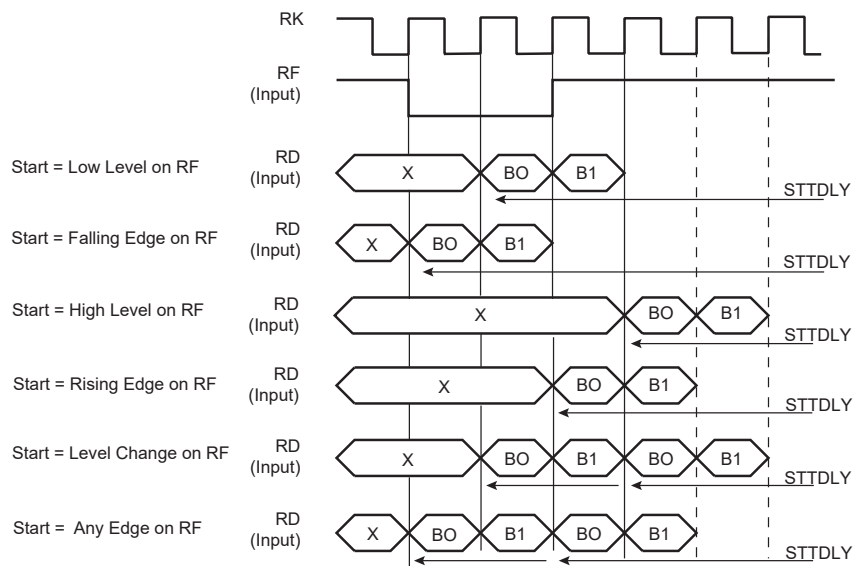 RK
RF
(Input)
Start = Low Level on RF
RD
(Input)
X
BO
B1
STTDLY
Start = Falling Edge on RF
RD
(Input)
X
BO
B1
STTDLY
Start = High Level on RF
RD
(Input)
X
BO
B1
STTDLY
Start = Rising Edge on RF
RD
(Input)
X
BO
B1
STTDLY
Start = Level Change on RF
RD
(Input)
X
BO
B1
BO
B1
STTDLY
Start = Any Edge on RF
RD
(Input)
X
BO
B1
BO
B1
STTDLY